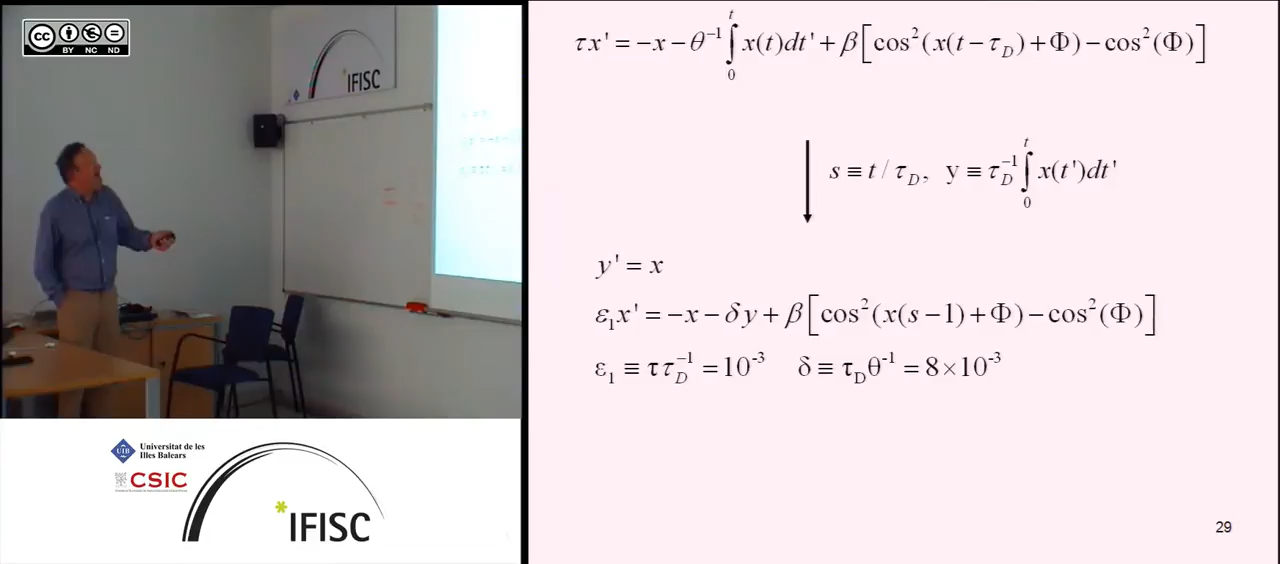 cc BY NC ND
*IFISC
τx' = −x − θ⁻¹ ∫₀ᵗ x(t)dt' + β[cos²(x(t − τ_D) + Φ) − cos²(Φ)]
s ≡ t / τ_D, y ≡ τ_D⁻¹ ∫₀ᵗ x(t')dt'
y' = x
ε₁x' = −x − δy + β[cos²(x(s − 1) + Φ) − cos²(Φ)]
ε₁ ≡ ττ_D⁻¹ = 10⁻³ δ ≡ τ_Dθ⁻¹ = 8×10⁻³
UIB
Universitat de les
Illes Balears
CSIC
*IFISC
29